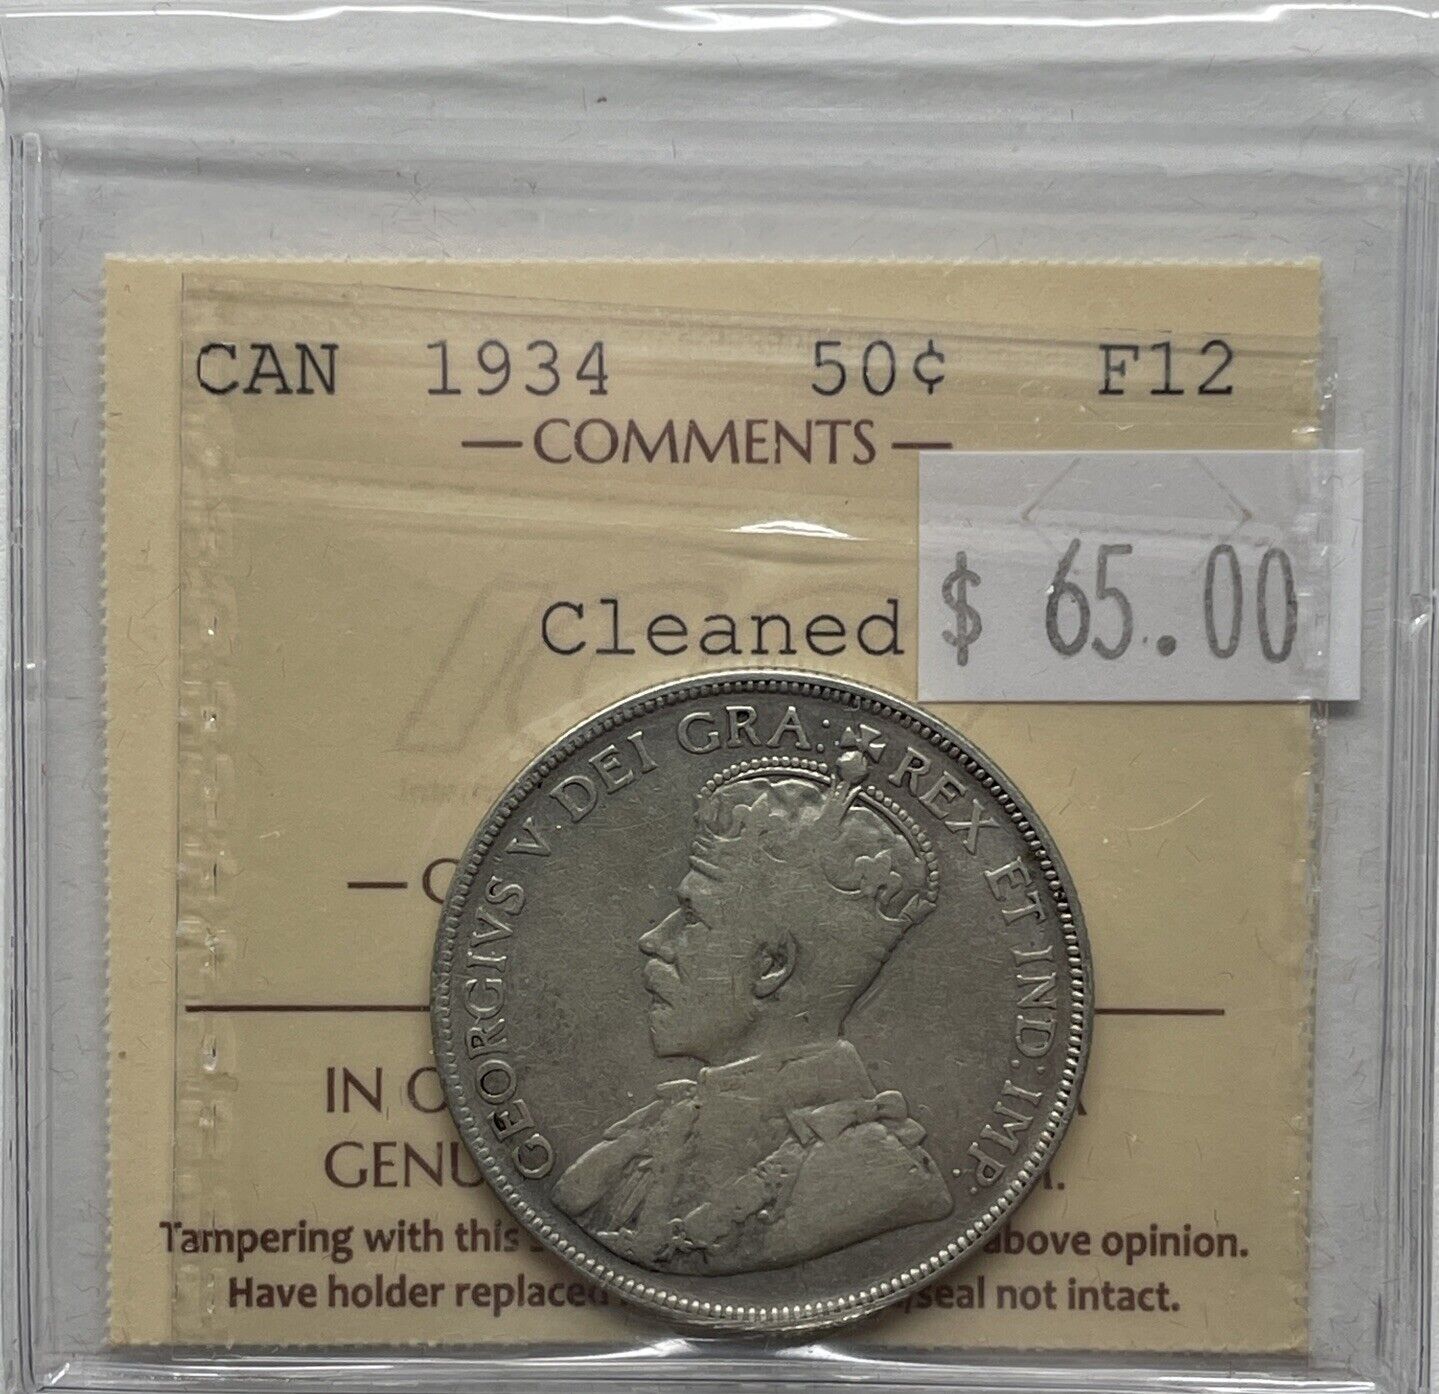 CAN 1934 50¢ F12
— COMMENTS —
$ 65.00
Cleaned
ICC
GEORGIVS V DEI GRA: REX ET IND: IMP:
IN
GENU
Tampering with this above opinion.
Have holder replaced /seal not intact.